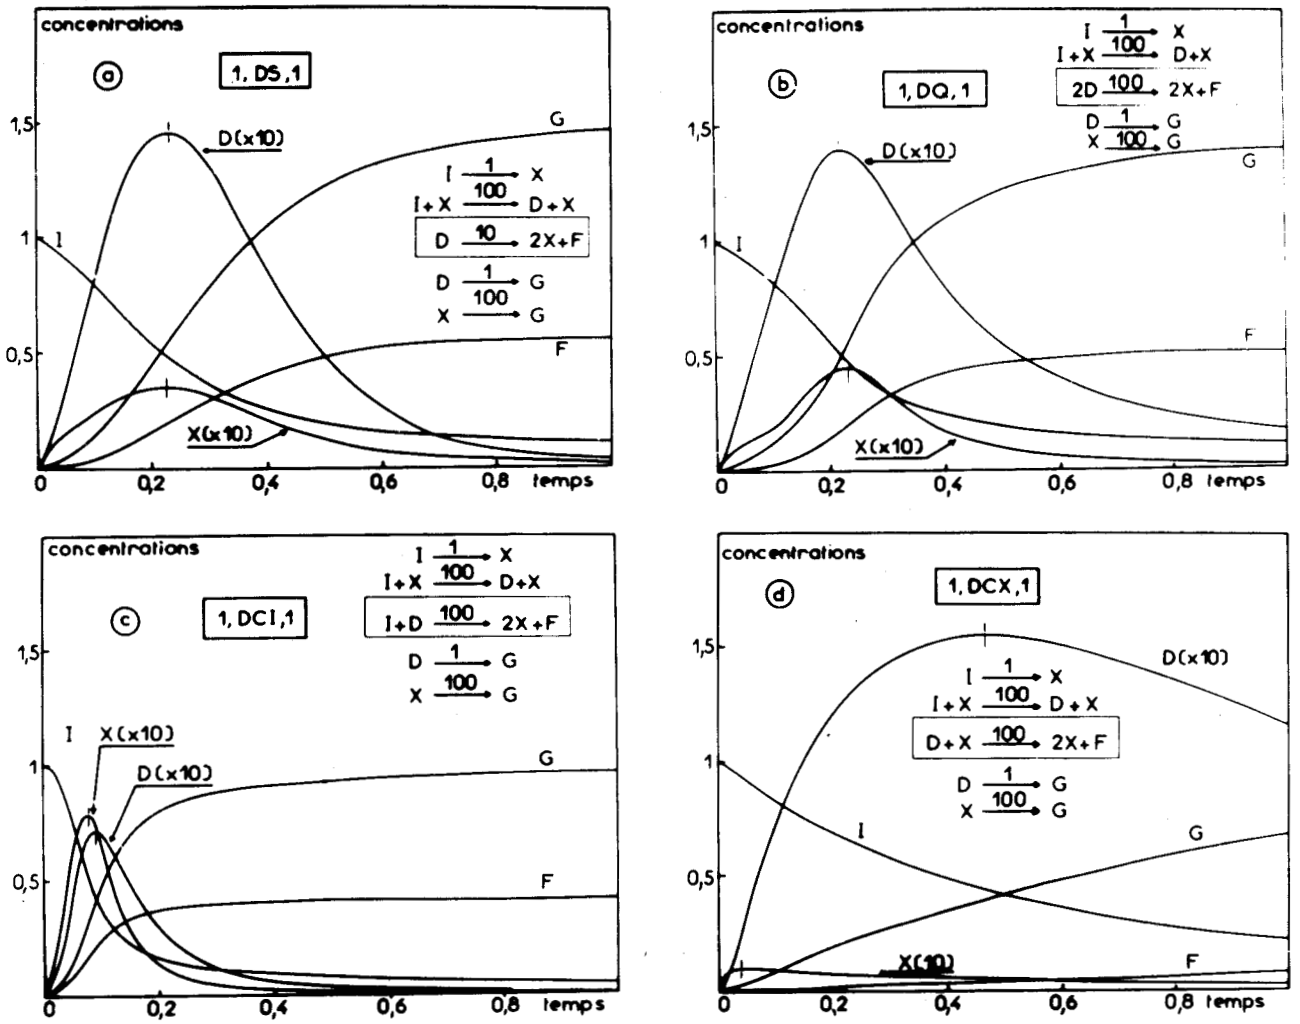 concentrations
a
1,DS,1
1,5
D(x10)
G
I 1 X
I+X 100 D+X
D 10 2X+F
D 1 G
X 100 G
1
I
0,5
F
X(x10)
0 0,2 0,4 0,6 0,8 temps
concentrations
b
1,DQ,1
I 1 X
I+X 100 D+X
2D 100 2X+F
D 1 G
X 100 G
1,5
D(x10)
G
1
I
0,5
F
X(x10)
0 0,2 0,4 0,6 0,8 temps
concentrations
c
1,DCI,1
I 1 X
I+X 100 D+X
I+D 100 2X+F
D 1 G
X 100 G
1,5
I
X(x10)
D(x10)
1
G
0,5
F
0 0,2 0,4 0,6 0,8 temps
concentrations
d
1,DCX,1
1,5
D(x10)
I 1 X
I+X 100 D+X
D+X 100 2X+F
D 1 G
X 100 G
1
I
G
0,5
X(10)
F
0 0,2 0,4 0,6 0,8 temps